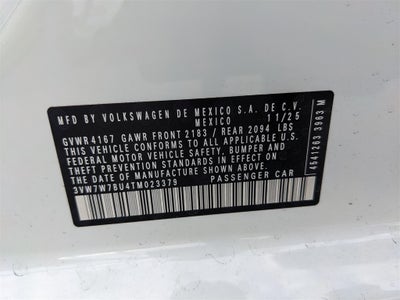 MFD BY VOLKSWAGEN DE MEXICO S.A. DE C.V.
MEXICO 11/25
GVWR 4167 GAWR FRONT 2183 / REAR 2094 LBS
THIS VEHICLE CONFORMS TO ALL APPLICABLE U.S.
FEDERAL MOTOR VEHICLE SAFETY, BUMPER AND
THEFT PREVENTION STANDARDS IN EFFECT
ON THE DATE OF MANUFACTURE SHOWN ABOVE.
3VW7W7BU4TM023379 PASSENGER CAR
4541263 3963 M